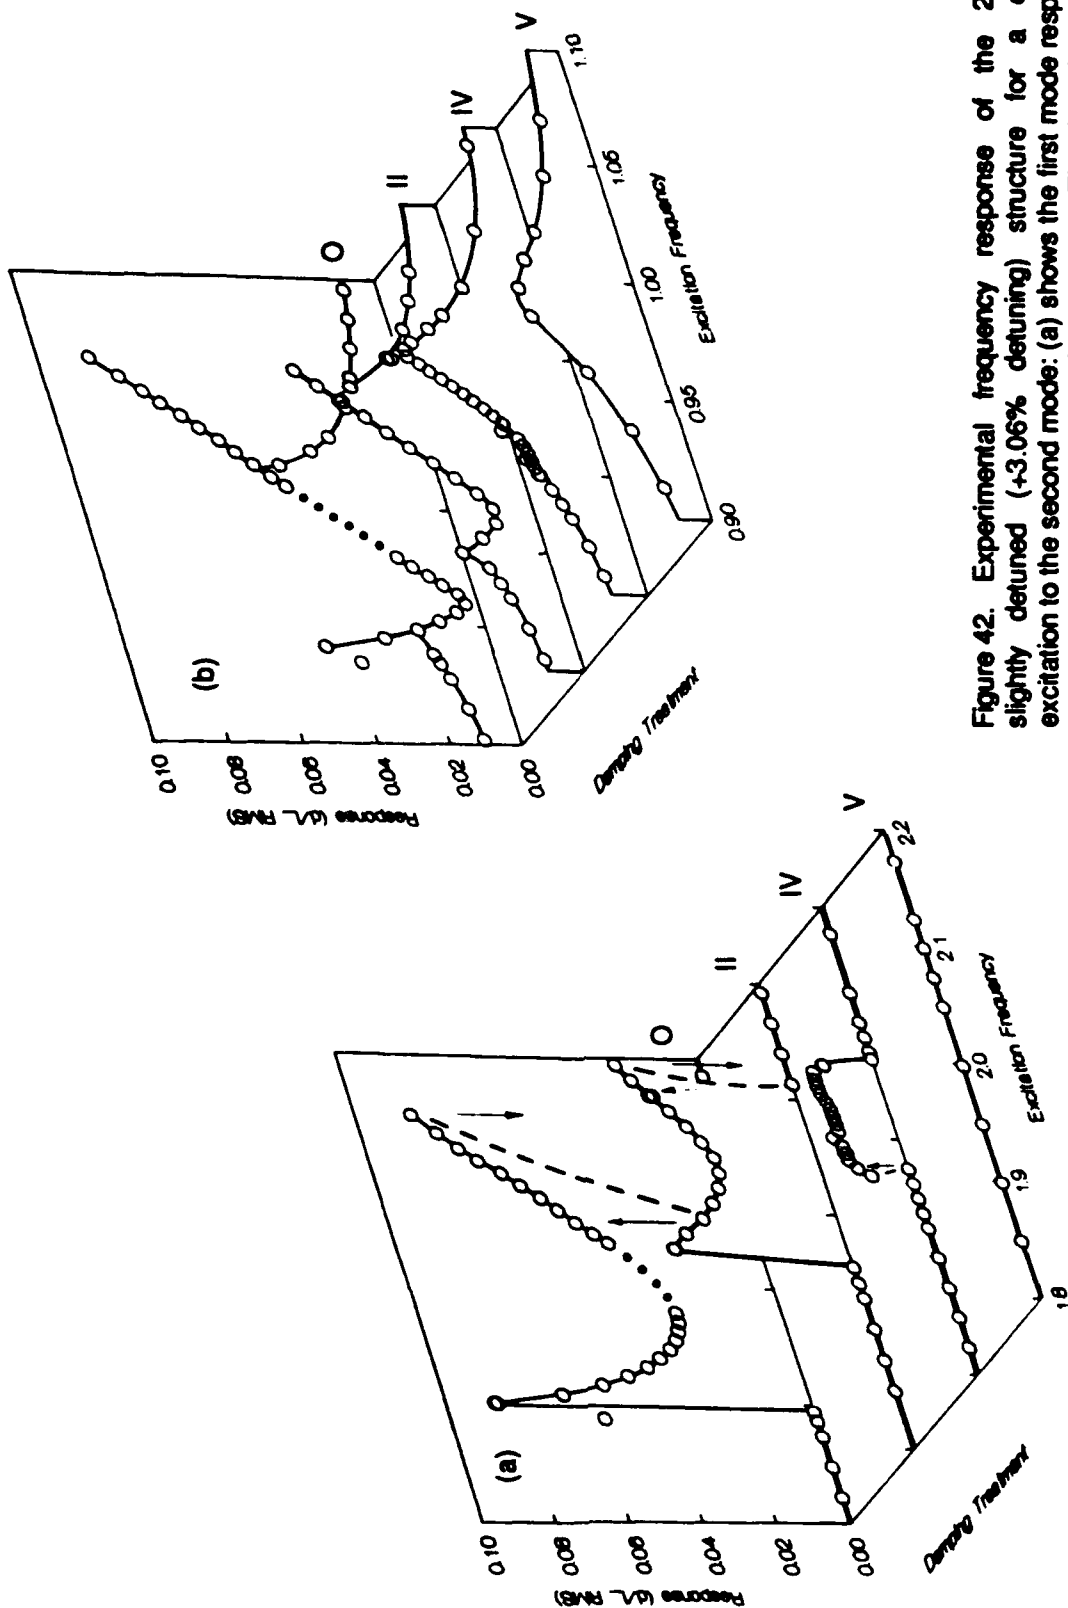 (a)
Response (d/L RMS)
0.10
0.08
0.06
0.04
0.02
0.00
Damping Treatment
O
II
IV
V
1.8
1.9
2.0
2.1
2.2
Excitation Frequency
(b)
Response (d/L RMS)
0.10
0.08
0.06
0.04
0.02
0.00
Damping Treatment
O
II
IV
V
0.90
0.95
1.00
1.05
1.10
Excitation Frequency
Figure 42. Experimental frequency response of the 2
slightly detuned (+3.06% detuning) structure for a
excitation to the second mode: (a) shows the first mode resp